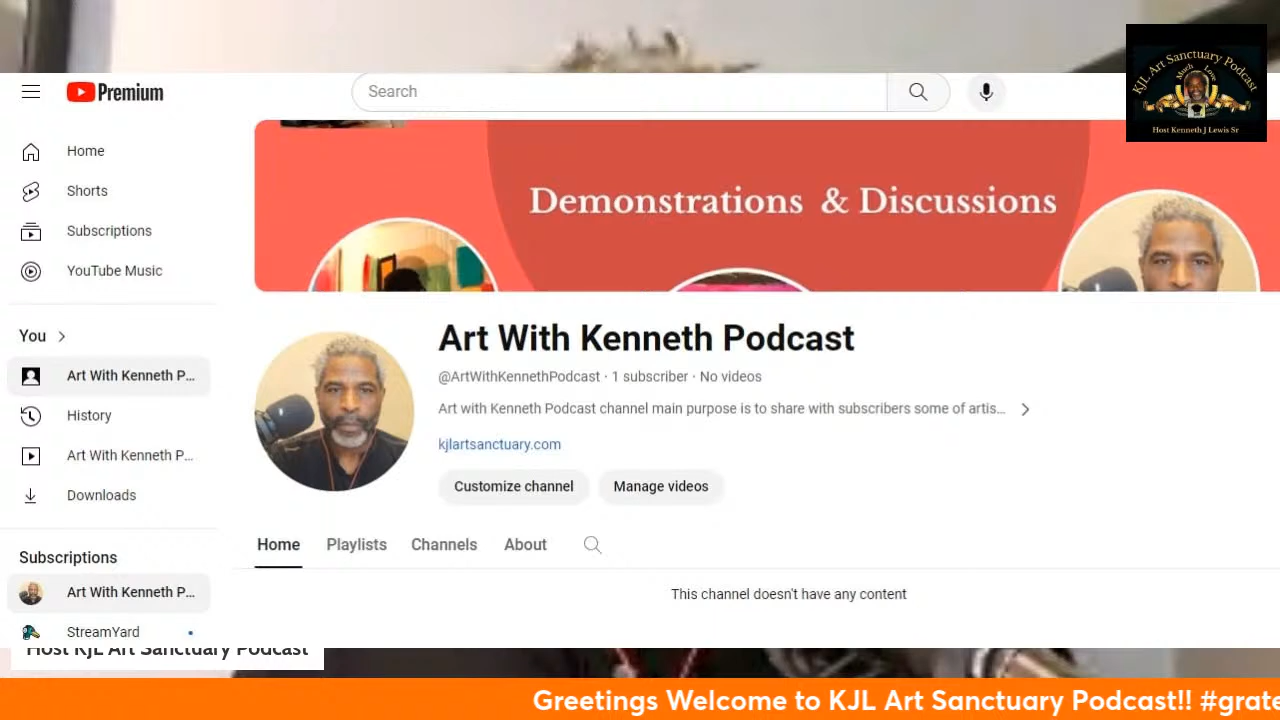 Premium
Search
KJL Art Sanctuary Podcast
Much Love
Host Kenneth J Lewis Sr
Home
Shorts
Subscriptions
YouTube Music
You
Art With Kenneth P...
History
Art With Kenneth P...
Downloads
Subscriptions
Art With Kenneth P...
StreamYard
Demonstrations & Discussions
Art With Kenneth Podcast
@ArtWithKennethPodcast · 1 subscriber · No videos
Art with Kenneth Podcast channel main purpose is to share with subscribers some of artis...
kjlartsanctuary.com
Customize channel
Manage videos
Home Playlists Channels About
This channel doesn't have any content
Host KJL Art Sanctuary Podcast
Greetings Welcome to KJL Art Sanctuary Podcast!! #grate